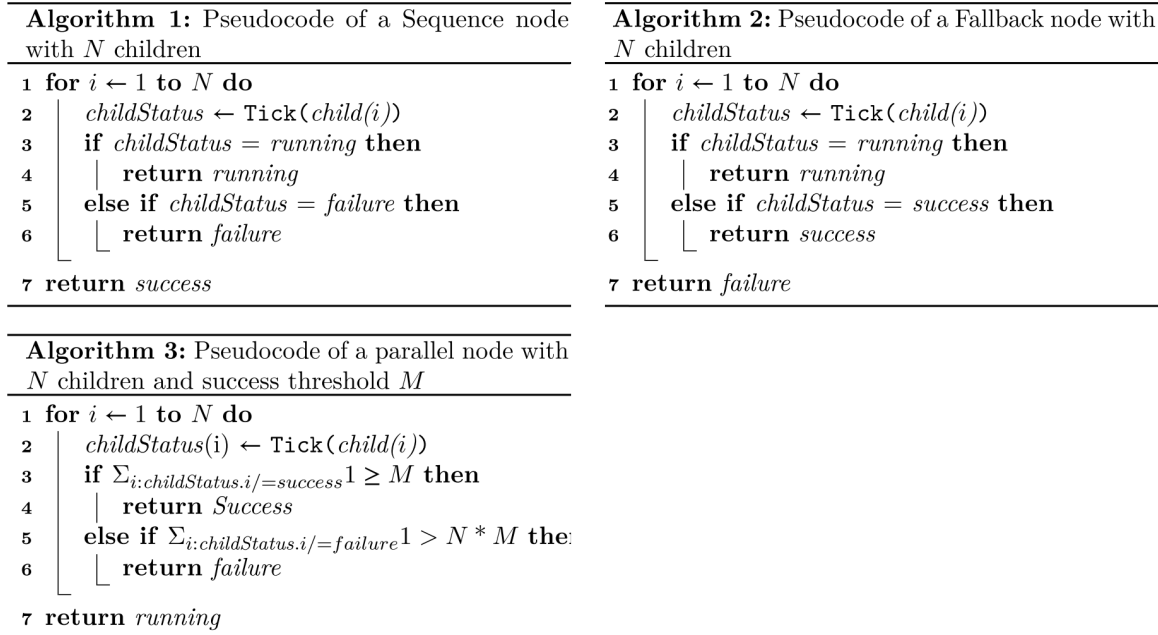 Algorithm 1: Pseudocode of a Sequence node
with N children
1 for i ← 1 to N do
2 childStatus ← Tick(child(i))
3 if childStatus = running then
4 return running
5 else if childStatus = failure then
6 return failure
7 return success
Algorithm 2: Pseudocode of a Fallback node with
N children
1 for i ← 1 to N do
2 childStatus ← Tick(child(i))
3 if childStatus = running then
4 return running
5 else if childStatus = success then
6 return success
7 return failure
Algorithm 3: Pseudocode of a parallel node with
N children and success threshold M
1 for i ← 1 to N do
2 childStatus(i) ← Tick(child(i))
3 if Σi:childStatus.i/=success1 ≥ M then
4 return Success
5 else if Σi:childStatus.i/=failure1 > N * M the
6 return failure
7 return running